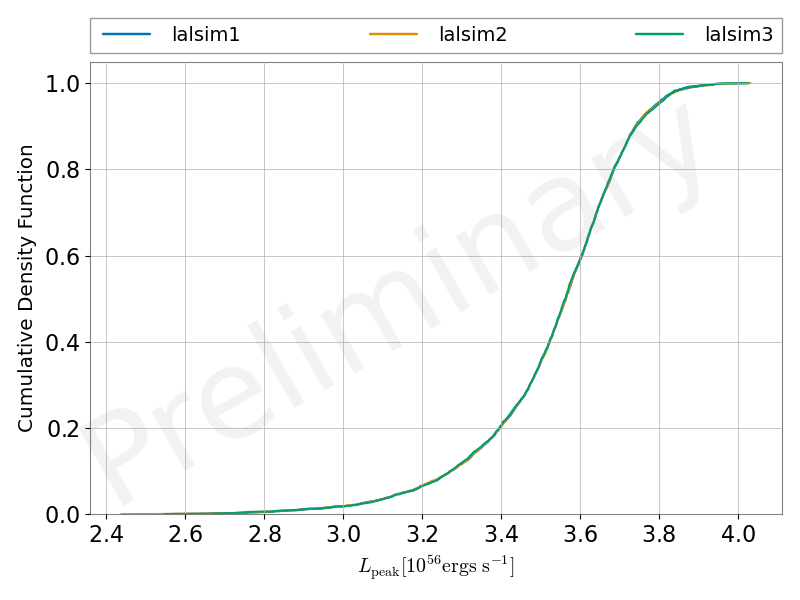 lalsim1 lalsim2 lalsim3
Cumulative Density Function
1.0
0.8
0.6
0.4
0.2
0.0
Preliminary
2.4 2.6 2.8 3.0 3.2 3.4 3.6 3.8 4.0
L_peak[10^56 ergs s^−1]